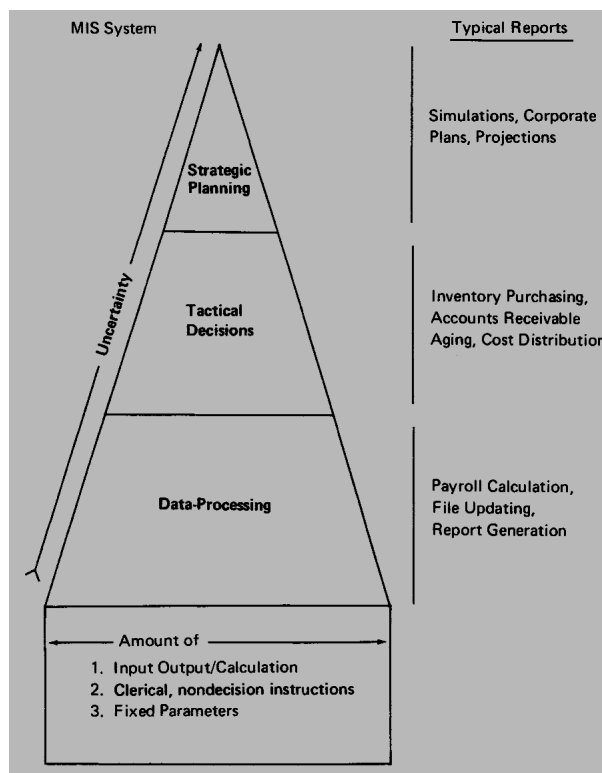 MIS System
Typical Reports
Simulations, Corporate
Plans, Projections
Strategic
Planning
Uncertainty
Tactical
Decisions
Inventory Purchasing,
Accounts Receivable
Aging, Cost Distribution
Data-Processing
Payroll Calculation,
File Updating,
Report Generation
Amount of
1. Input Output/Calculation
2. Clerical, nondecision instructions
3. Fixed Parameters